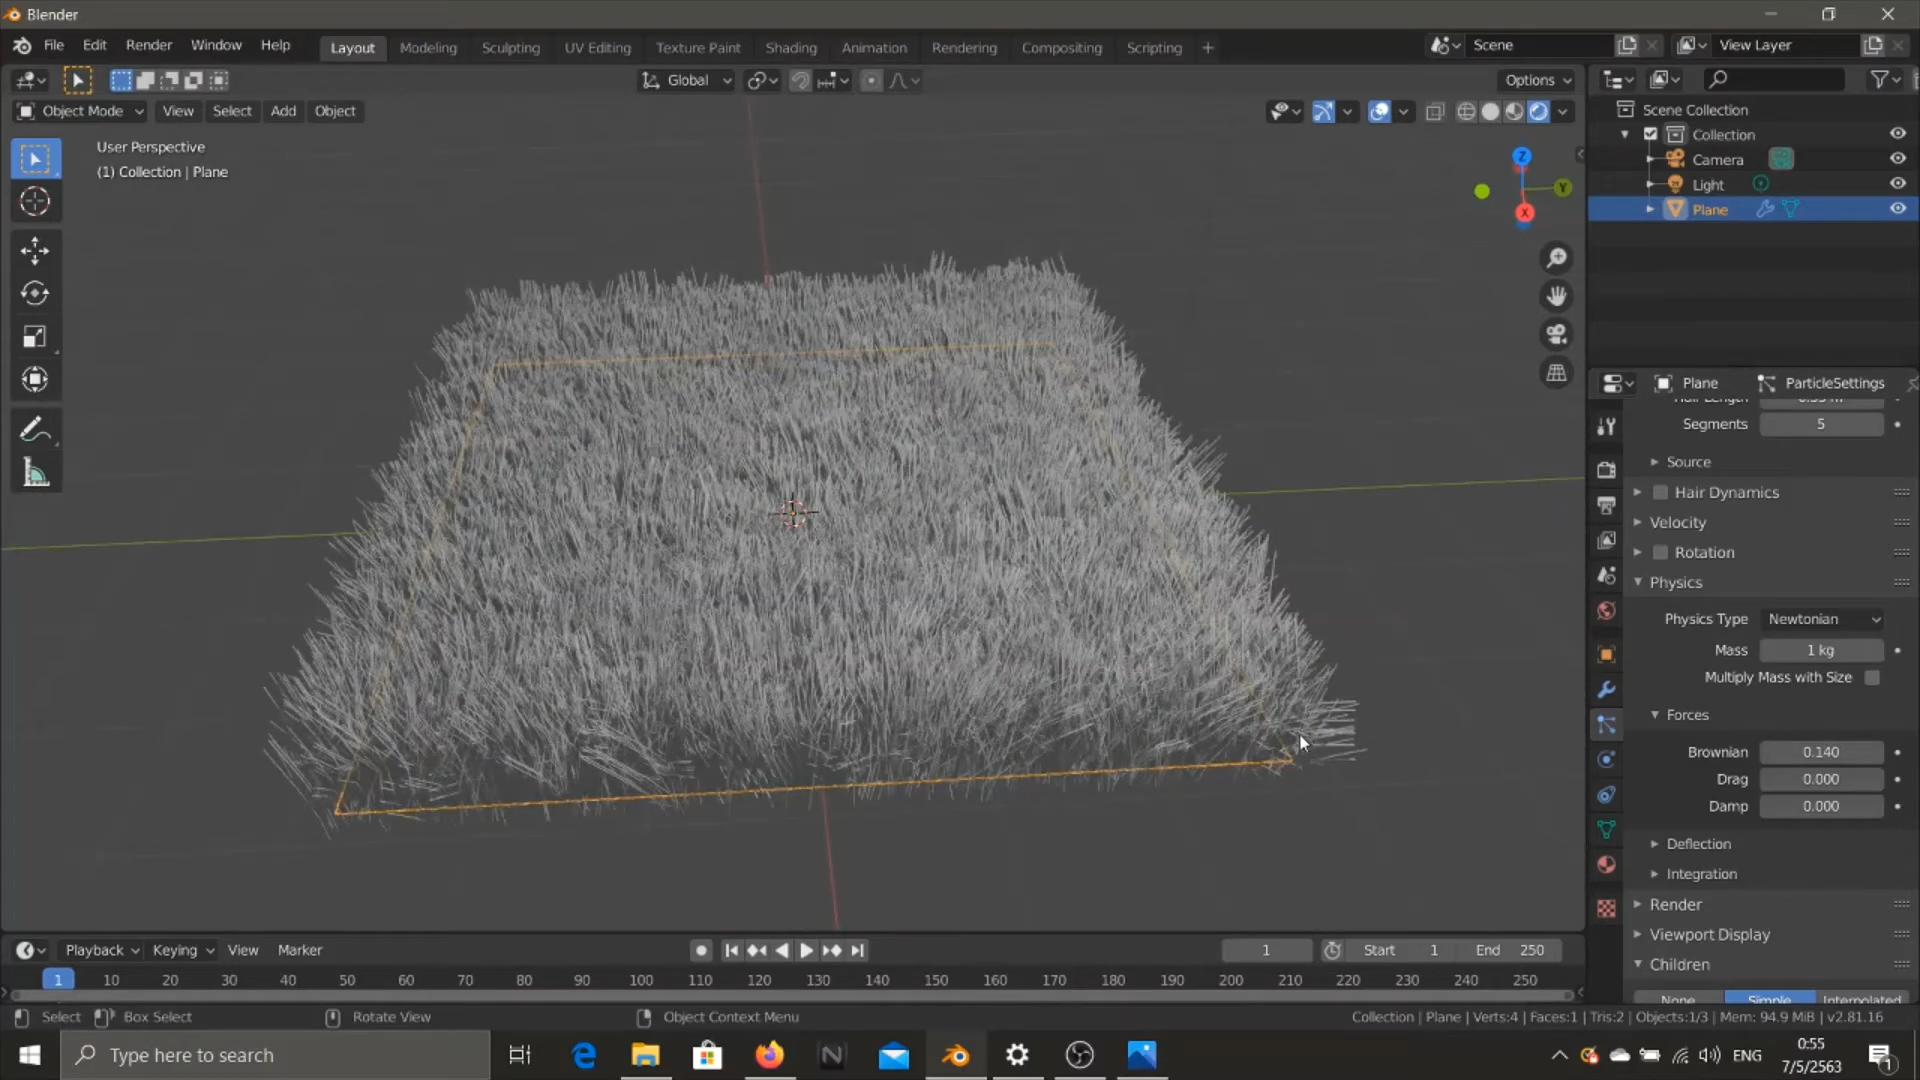 Blender
File Edit Render Window Help Layout Modeling Sculpting UV Editing Texture Paint Shading Animation Rendering Compositing Scripting + Scene View Layer
Global Options
Object Mode View Select Add Object
User Perspective
(1) Collection | Plane
Z
Y
X
Scene Collection
Collection
Camera
Light
Plane
Plane ParticleSettings
Segments 5
Source
Hair Dynamics
Velocity
Rotation
Physics
Physics Type Newtonian
Mass 1 kg
Multiply Mass with Size
Forces
Brownian 0.140
Drag 0.000
Damp 0.000
Deflection
Integration
Render
Viewport Display
Children
None Simple Interpolated
Playback Keying View Marker 1 Start 1 End 250
1 10 20 30 40 50 60 70 80 90 100 110 120 130 140 150 160 170 180 190 200 210 220 230 240 250
Select Box Select Rotate View Object Context Menu Collection | Plane | Verts:4 | Faces:1 | Tris:2 | Objects:1/3 | Mem: 94.9 MiB | v2.81.16
Type here to search ENG 0:55
7/5/2563
1